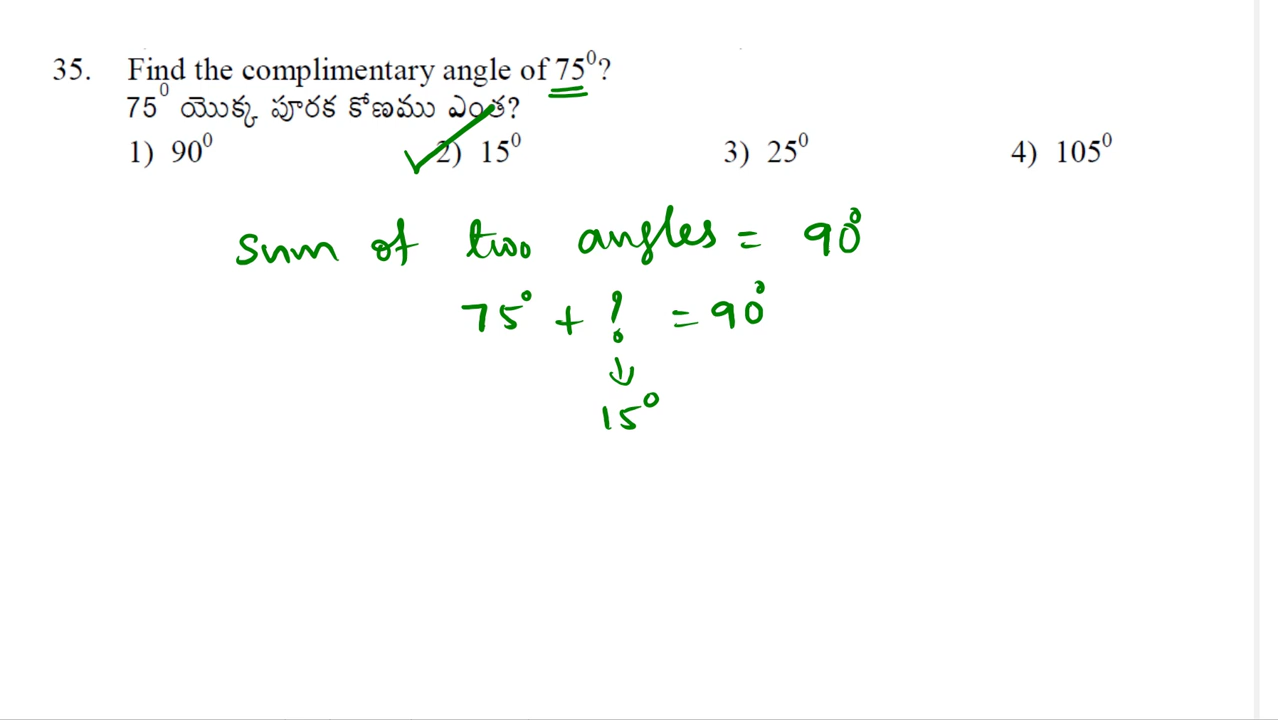 35. Find the complimentary angle of 75⁰?
75⁰ యొక్క పూరక కోణము ఎంత?
1) 90⁰ 2) 15⁰ 3) 25⁰ 4) 105⁰
Sum of two angles = 90°
75° + ? = 90°
15°